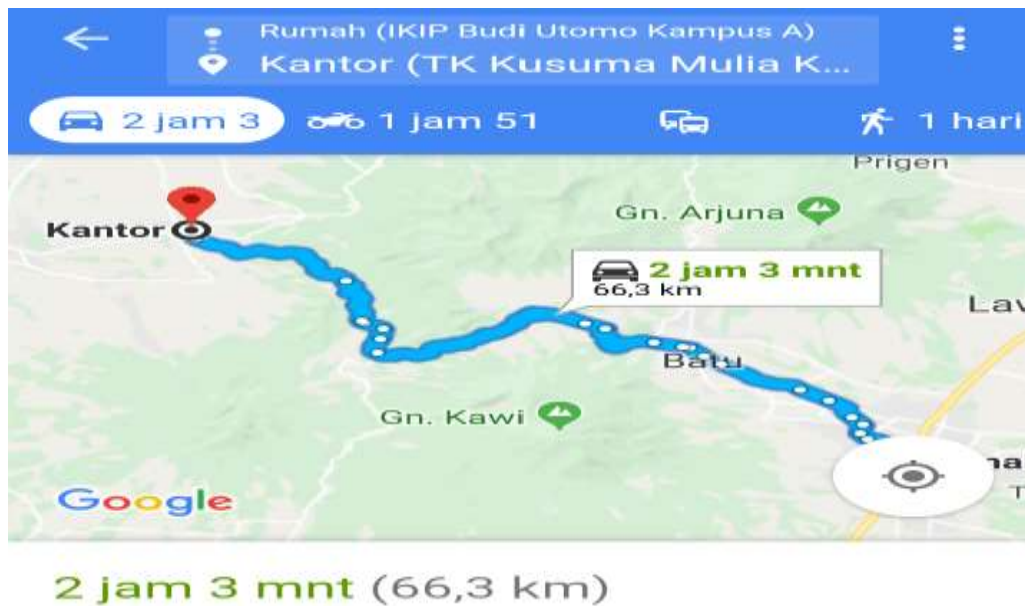 Rumah (IKIP Budi Utomo Kampus A)
Kantor (TK Kusuma Mulia K...
2 jam 3 1 jam 51 1 hari
Prigen
Gn. Arjuna
Kantor
2 jam 3 mnt
66,3 km
Law
Batu
Gn. Kawi
na
T
Google
2 jam 3 mnt (66,3 km)